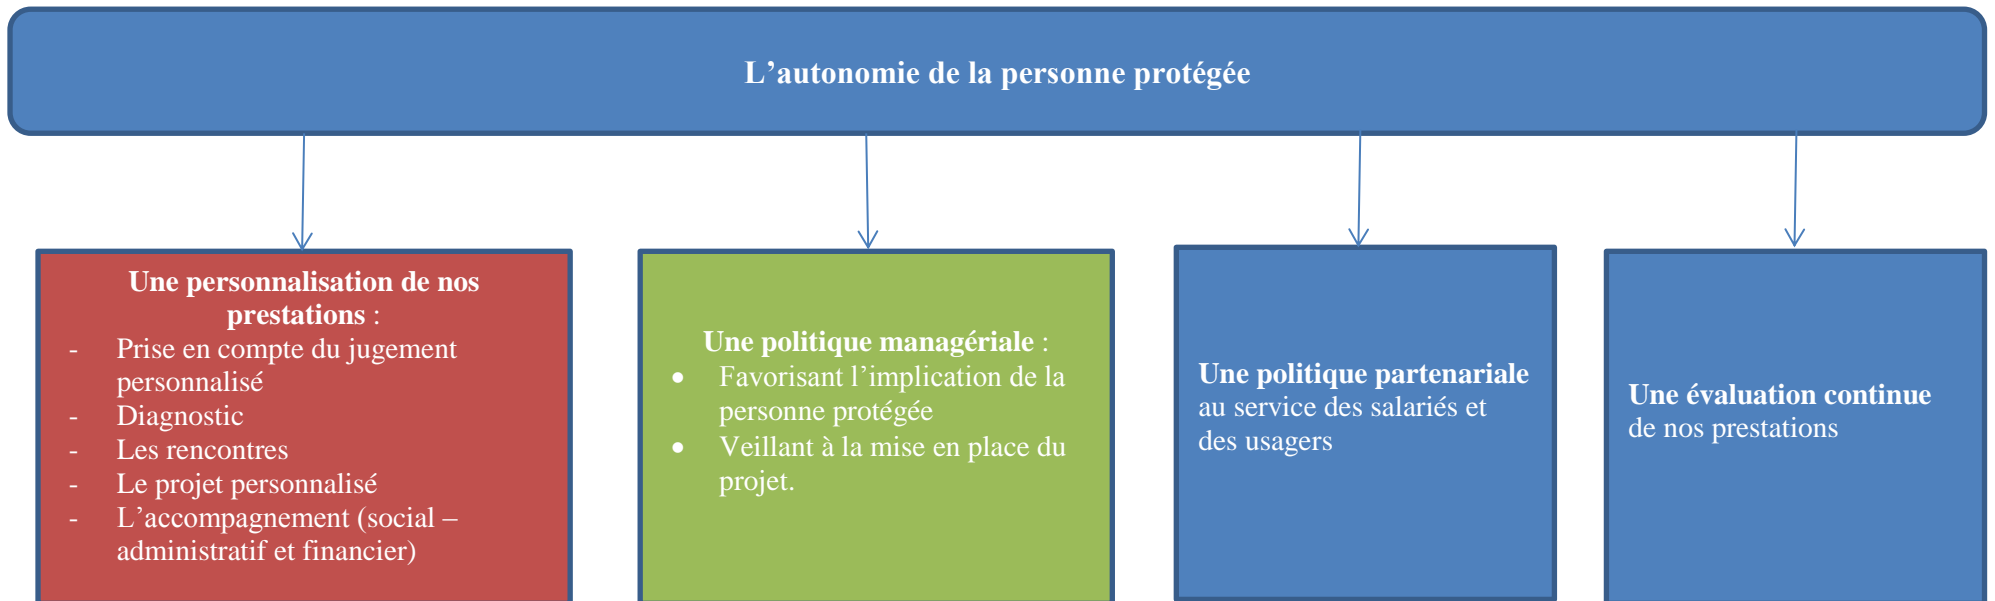 L’autonomie de la personne protégée
Une personnalisation de nos
prestations :
- Prise en compte du jugement
personnalisé
- Diagnostic
- Les rencontres
- Le projet personnalisé
- L’accompagnement (social –
administratif et financier)
Une politique managériale :
• Favorisant l’implication de la
personne protégée
• Veillant à la mise en place du
projet.
Une politique partenariale
au service des salariés et
des usagers
Une évaluation continue
de nos prestations